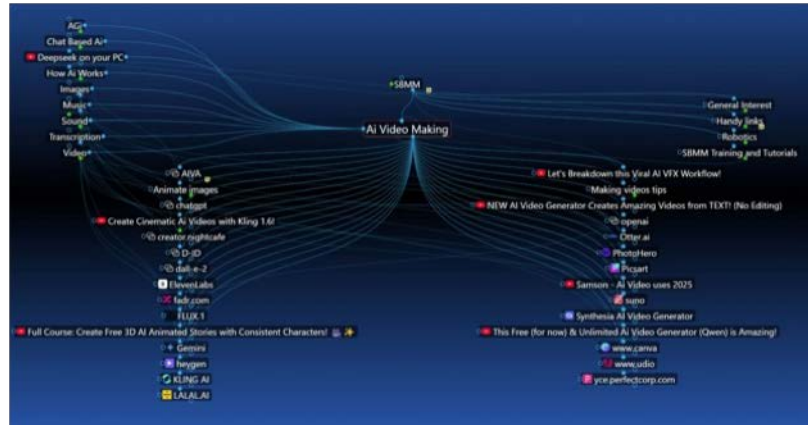 AGi
Chat Based Ai
Deepseek on your PC
How Ai Works
Images
Music
Sound
Transcription
Video
SBMM
Ai Video Making
General Interest
Handy links
Robotics
SBMM Training and Tutorials
AIVA
Animate images
chatgpt
Create Cinematic Ai Videos with Kling 1.6!
creator.nightcafe
D-ID
dall-e-2
ElevenLabs
fadr.com
FLUX.1
Full Course: Create Free 3D AI Animated Stories with Consistent Characters!
Gemini
heygen
KLING AI
LALAL.AI
Let's Breakdown this Viral AI VFX Workflow!
Making videos tips
NEW AI Video Generator Creates Amazing Videos from TEXT! (No Editing)
openai
Otter.ai
PhotoHero
Picsart
Samson - Ai Video uses 2025
suno
Synthesia AI Video Generator
This Free (for now) & Unlimited Ai Video Generator (Qwen) is Amazing!
www.canva
www.udio
yce.perfectcorp.com